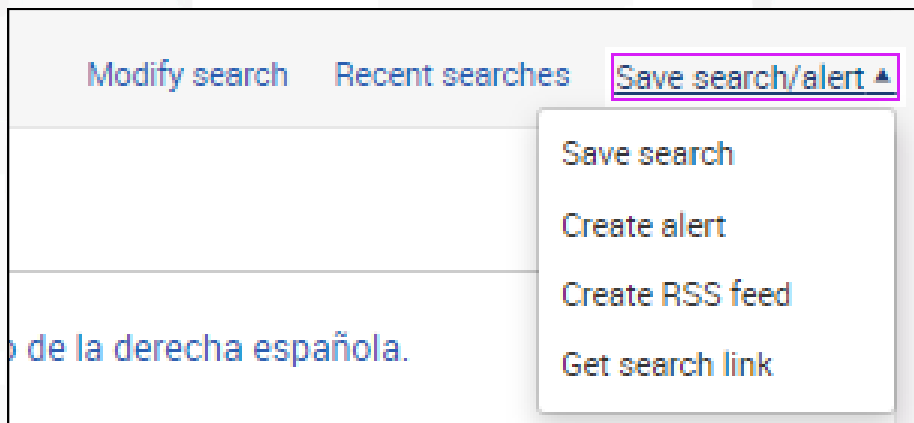 Modify search Recent searches Save search/alert ▲
Save search
Create alert
Create RSS feed
de la derecha española.
Get search link